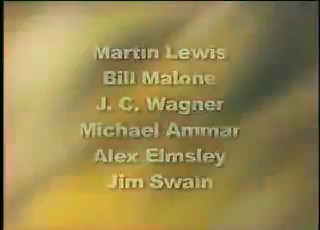 Martin Lewis
Bill Malone
J. C. Wagner
Michael Ammar
Alex Elmsley
Jim Swain